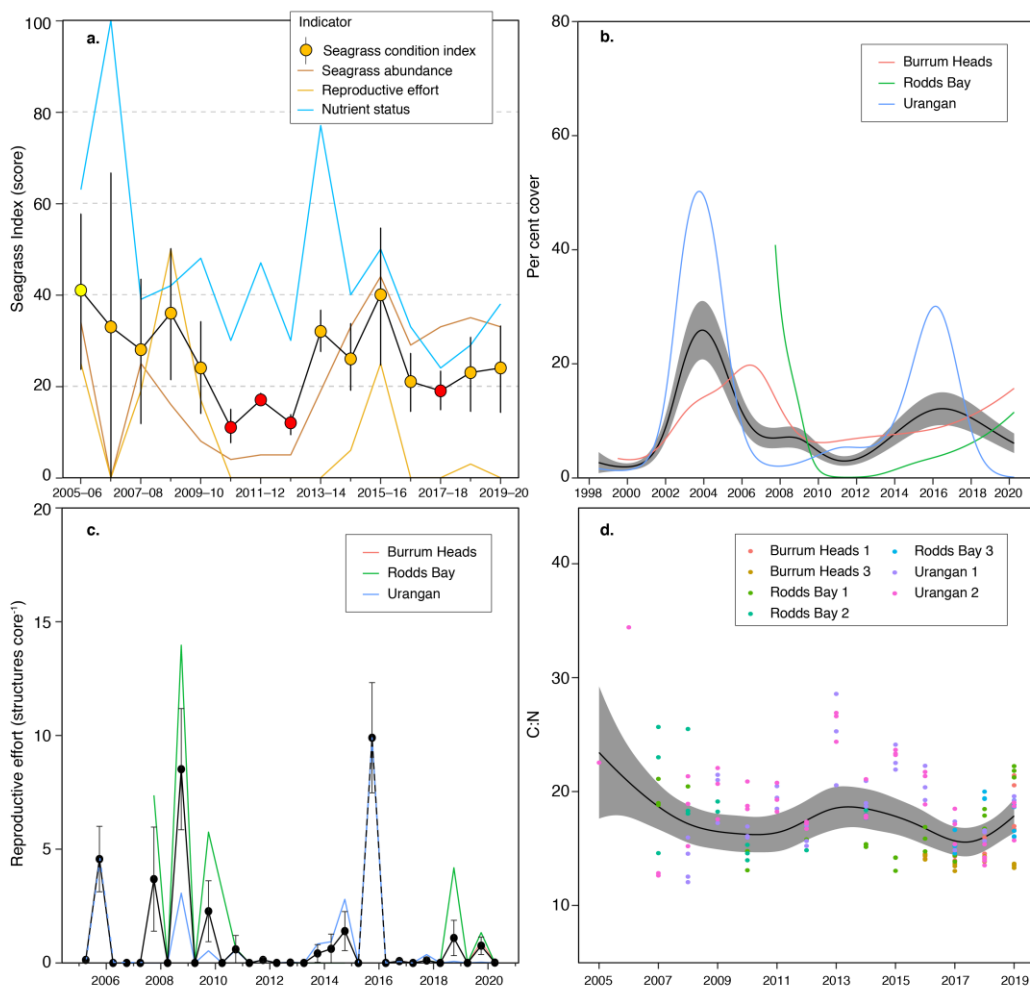 a.
Indicator
Seagrass condition index
Seagrass abundance
Reproductive effort
Nutrient status
Seagrass Index (score)
100
80
60
40
20
0
2005–06 2007–08 2009–10 2011–12 2013–14 2015–16 2017–18 2019–20
b.
Burrum Heads
Rodds Bay
Urangan
Per cent cover
80
60
40
20
0
1998 2000 2002 2004 2006 2008 2010 2012 2014 2016 2018 2020
c.
Burrum Heads
Rodds Bay
Urangan
Reproductive effort (structures core⁻¹)
20
15
10
5
0
2006 2008 2010 2012 2014 2016 2018 2020
d.
Burrum Heads 1
Burrum Heads 3
Rodds Bay 1
Rodds Bay 2
Rodds Bay 3
Urangan 1
Urangan 2
C:N
40
30
20
10
2005 2007 2009 2011 2013 2015 2017 2019